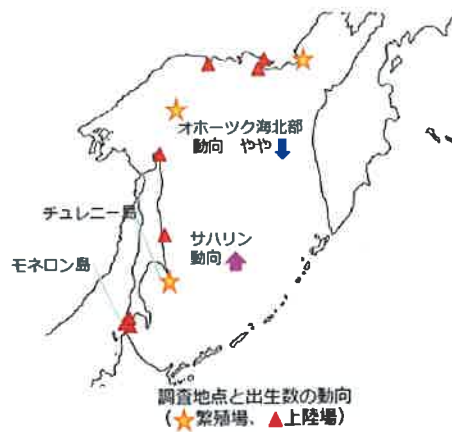 オホーツク海北部
動向 やや
チュレニー島
サハリン
動向
モネロン島
調査地点と出生数の動向
(繁殖場、上陸場)